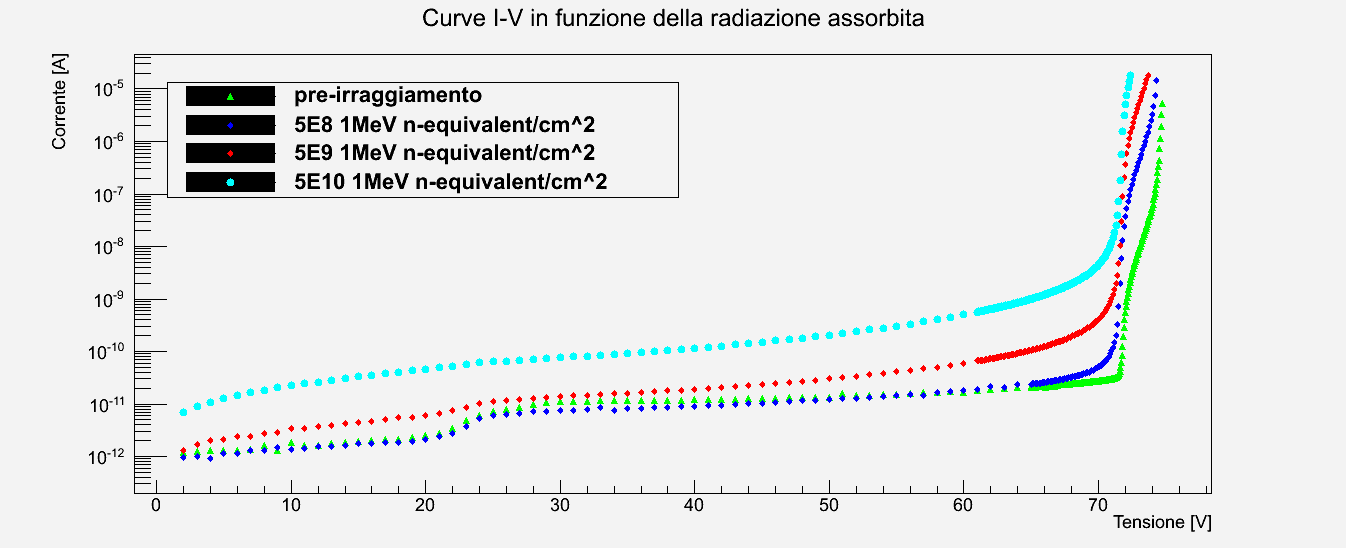 Curve I-V in funzione della radiazione assorbita
Corrente [A]
pre-irraggiamento
5E8 1MeV n-equivalent/cm^2
5E9 1MeV n-equivalent/cm^2
5E10 1MeV n-equivalent/cm^2
10^-5
10^-6
10^-7
10^-8
10^-9
10^-10
10^-11
10^-12
0 10 20 30 40 50 60 70
Tensione [V]